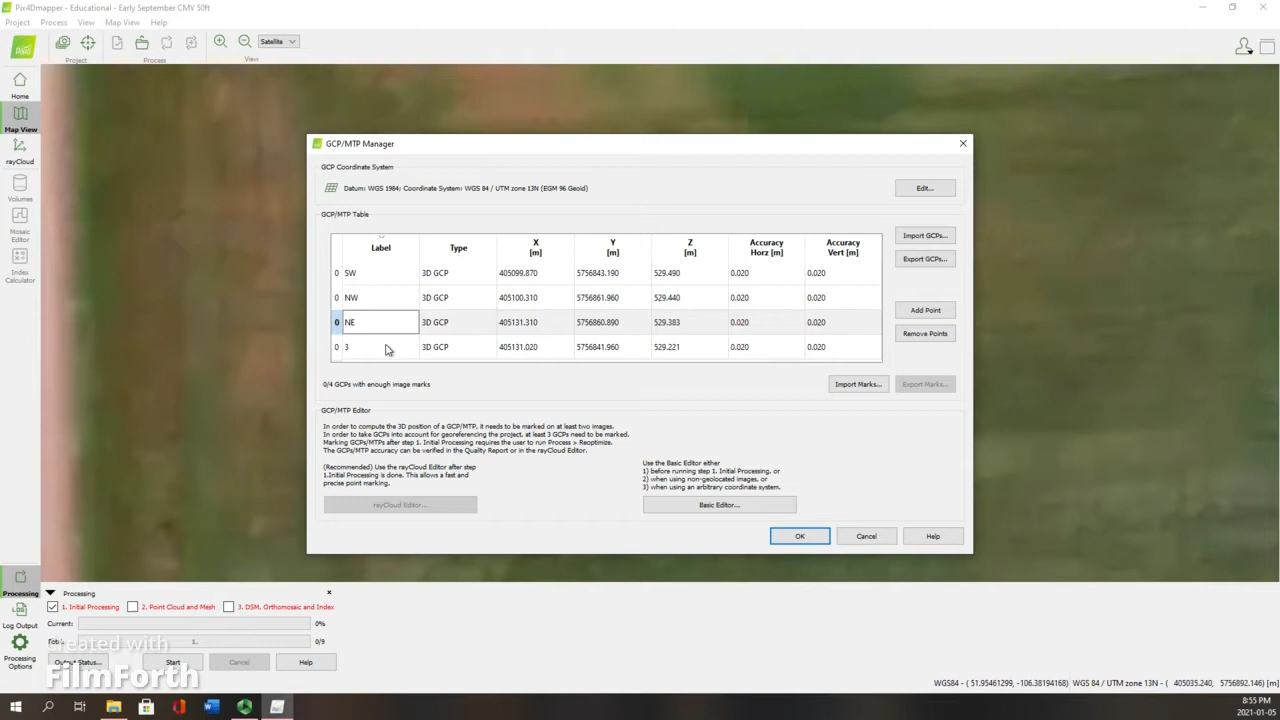 Pix4Dmapper - Educational - Early September CMV 50ft
Project Process View Map View Help
Satellite
Project
Process
View
Home
Map View
rayCloud
Volumes
Mosaic
Editor
Index
Calculator
GCP/MTP Manager
GCP Coordinate System
Datum: WGS 1984; Coordinate System: WGS 84 / UTM zone 13N (EGM 96 Geoid)
Edit...
GCP/MTP Table
Label Type X [m] Y [m] Z [m] Accuracy Horz [m] Accuracy Vert [m]
0 SW 3D GCP 405099.870 5756843.190 529.490 0.020 0.020
0 NW 3D GCP 405100.310 5756861.960 529.440 0.020 0.020
0 NE 3D GCP 405131.310 5756860.890 529.383 0.020 0.020
0 3 3D GCP 405131.020 5756841.960 529.221 0.020 0.020
Import GCPs...
Export GCPs...
Add Point
Remove Points
0/4 GCPs with enough image marks
Import Marks... Export Marks...
GCP/MTP Editor
In order to compute the 3D position of a GCP/MTP, it needs to be marked on at least two images.
In order to take GCPs into account for georeferencing the project, at least 3 GCPs need to be marked.
Marking GCPs/MTPs after step 1. Initial Processing requires the user to run Process > Reoptimize.
The GCPs/MTP accuracy can be verified in the Quality Report or in the rayCloud Editor.
(Recommended) Use the rayCloud Editor after step
1.Initial Processing is done. This allows a fast and
precise point marking.
rayCloud Editor...
Use the Basic Editor either
1) before running step 1. Initial Processing, or
2) when using non-geolocated images, or
3) when using an arbitrary coordinate system.
Basic Editor...
OK Cancel Help
Processing
Log Output
Processing
Options
Processing
1. Initial Processing 2. Point Cloud and Mesh 3. DSM, Orthomosaic and Index
Current: 0%
Total: 1. 0/9
Output Status... Start Cancel Help
created with
FilmForth
WGS84 - ( 51.95461299, -106.38194168) WGS 84 / UTM zone 13N - ( 405035.240, 5756892.146) [m]
8:55 PM
2021-01-05